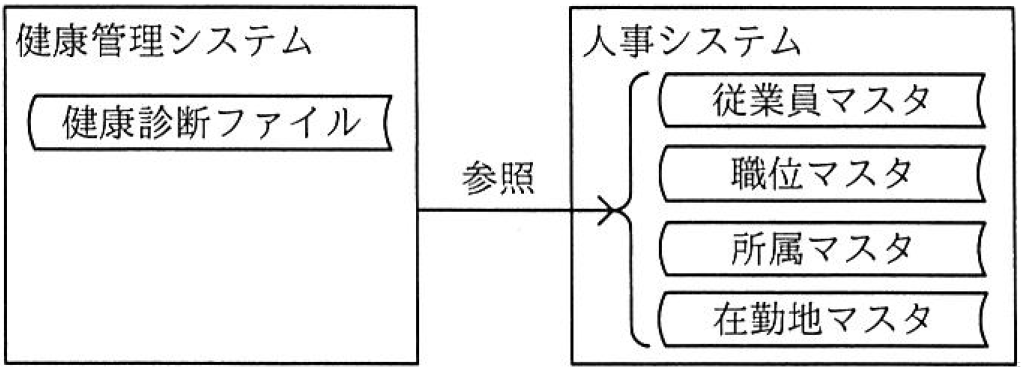 健康管理システム
健康診断ファイル
参照
人事システム
従業員マスタ
職位マスタ
所属マスタ
在勤地マスタ